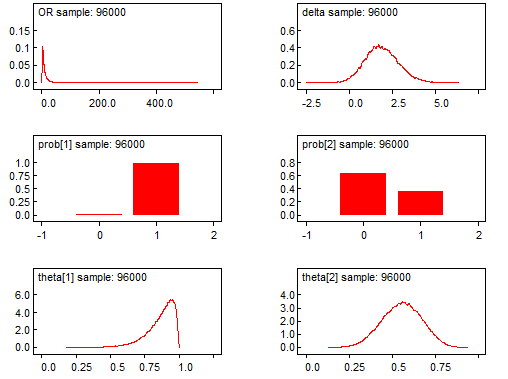 OR sample: 96000
0.15
0.1
0.05
0.0
0.0 200.0 400.0
delta sample: 96000
0.6
0.4
0.2
0.0
-2.5 0.0 2.5 5.0
prob[1] sample: 96000
1.0
0.75
0.5
0.25
0.0
-1 0 1 2
prob[2] sample: 96000
0.8
0.6
0.4
0.2
0.0
-1 0 1 2
theta[1] sample: 96000
6.0
4.0
2.0
0.0
0.0 0.25 0.5 0.75 1.0
theta[2] sample: 96000
4.0
3.0
2.0
1.0
0.0
0.0 0.25 0.5 0.75